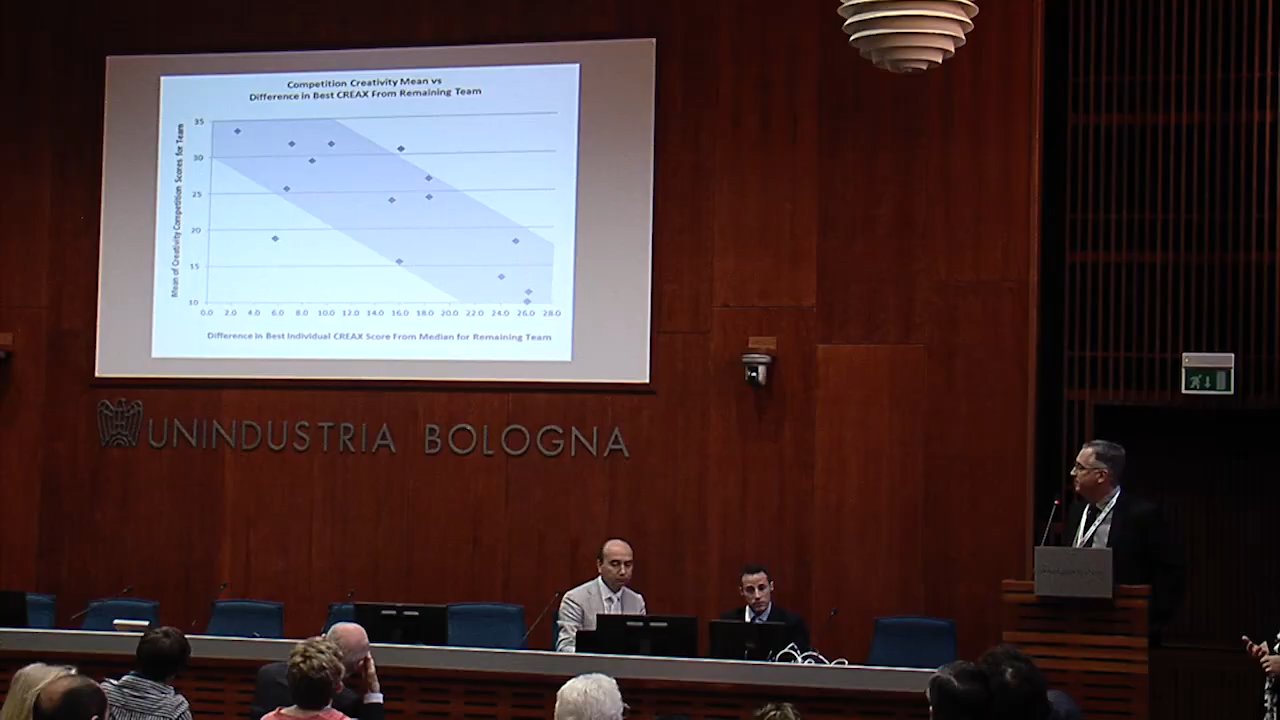 Competition Creativity Mean vs
Difference in Best CREAX From Remaining Team
Mean of Creativity Competition Scores for Team
35
30
25
20
15
10
0.0 2.0 4.0 6.0 8.0 10.0 12.0 14.0 16.0 18.0 20.0 22.0 24.0 26.0 28.0
Difference in Best Individual CREAX Score From Median for Remaining Team
UNINDUSTRIA BOLOGNA